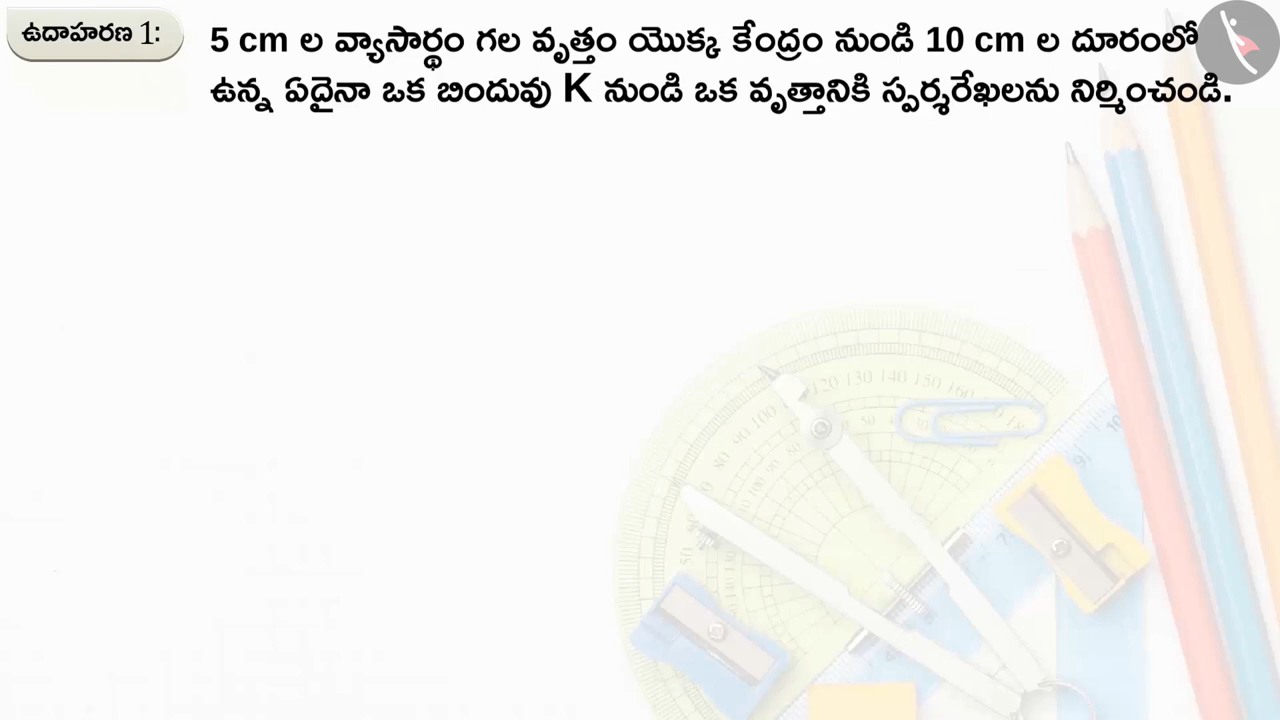 ఉదాహరణ 1:
5 cm ల వ్యాసార్థం గల వృత్తం యొక్క కేంద్రం నుండి 10 cm ల దూరంలో
ఉన్న ఏదైనా ఒక బిందువు K నుండి ఒక వృత్తానికి స్పర్శరేఖలను నిర్మించండి.